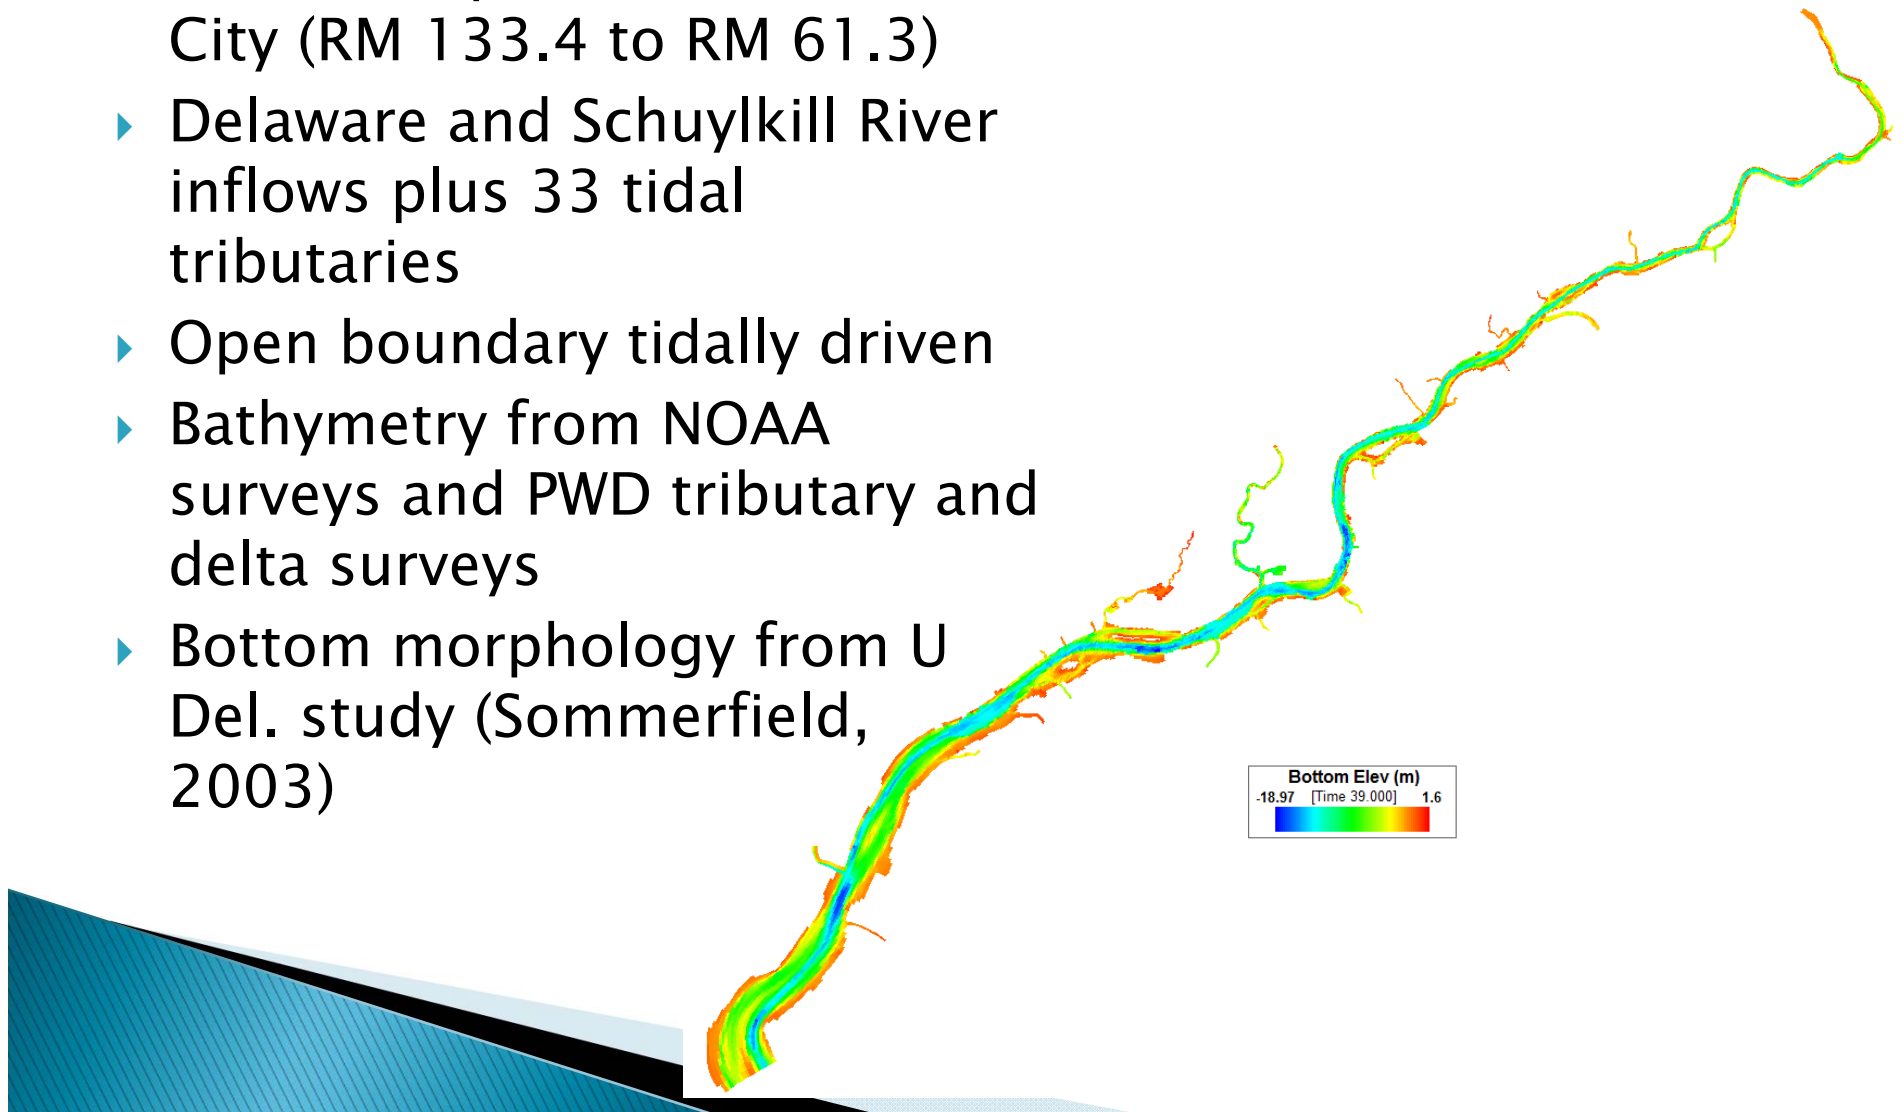 City (RM 133.4 to RM 61.3)
Delaware and Schuylkill River
inflows plus 33 tidal
tributaries
Open boundary tidally driven
Bathymetry from NOAA
surveys and PWD tributary and
delta surveys
Bottom morphology from U
Del. study (Sommerfield,
2003)
Bottom Elev (m)
-18.97 [Time 39.000] 1.6